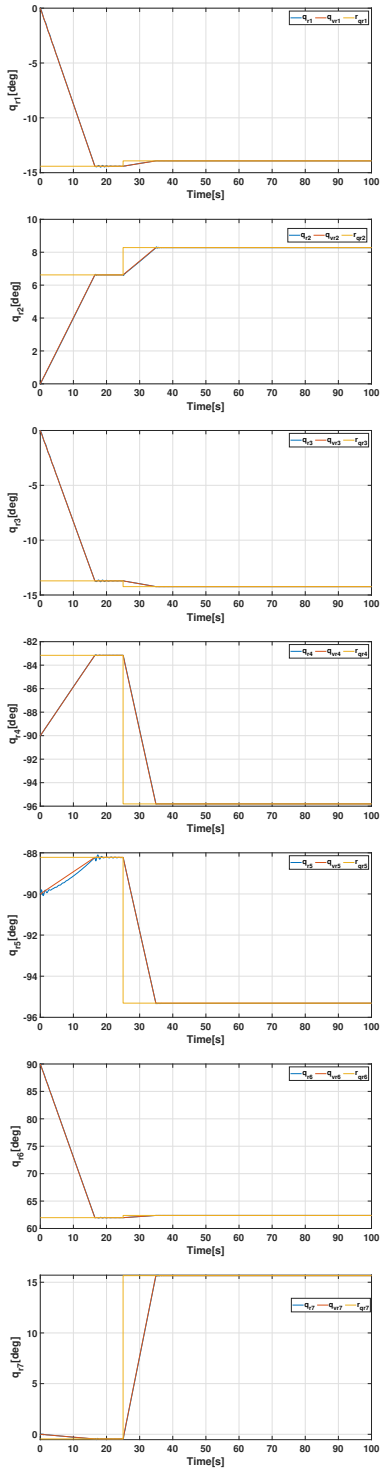 0
-5
-10
-15
q_r1[deg]
q_r1 q_vr1 r_qr1
0 10 20 30 40 50 60 70 80 90 100
Time[s]
10
8
6
4
2
0
q_r2[deg]
q_r2 q_vr2 r_qr2
0 10 20 30 40 50 60 70 80 90 100
Time[s]
0
-5
-10
-15
q_r3[deg]
q_r3 q_vr3 r_qr3
0 10 20 30 40 50 60 70 80 90 100
Time[s]
-82
-84
-86
-88
-90
-92
-94
-96
q_r4[deg]
q_r4 q_vr4 r_qr4
0 10 20 30 40 50 60 70 80 90 100
Time[s]
-88
-90
-92
-94
-96
q_r5[deg]
q_r5 q_vr5 r_qr5
0 10 20 30 40 50 60 70 80 90 100
Time[s]
90
85
80
75
70
65
60
q_r6[deg]
q_r6 q_vr6 r_qr6
0 10 20 30 40 50 60 70 80 90 100
Time[s]
15
10
5
0
q_r7[deg]
q_r7 q_vr7 r_qr7
0 10 20 30 40 50 60 70 80 90 100
Time[s]